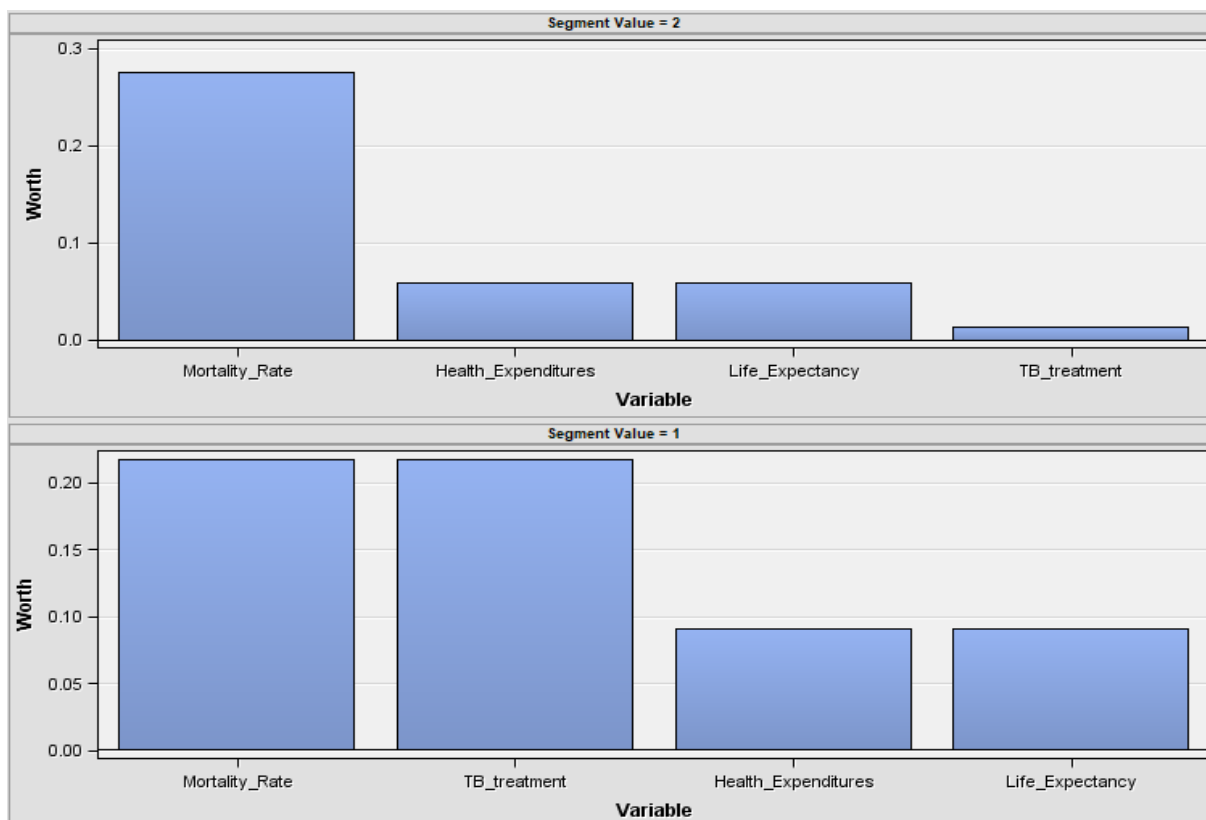 Segment Value = 2
0.3
0.2
0.1
0.0
Worth
Mortality_Rate Health_Expenditures Life_Expectancy TB_treatment
Variable
Segment Value = 1
0.20
0.15
0.10
0.05
0.00
Worth
Mortality_Rate TB_treatment Health_Expenditures Life_Expectancy
Variable